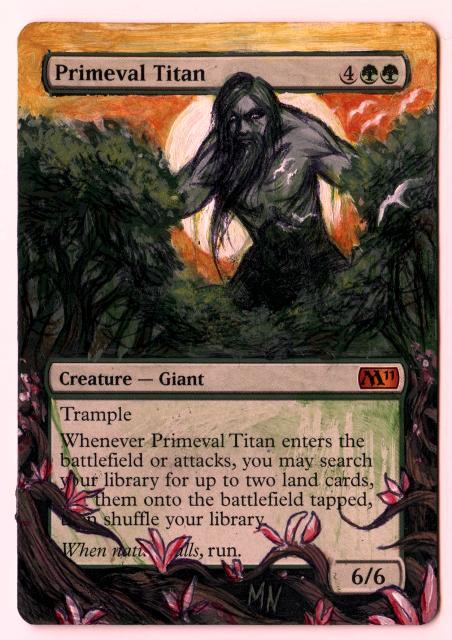 Primeval Titan 4
Creature — Giant
M11
Trample
Whenever Primeval Titan enters the
battlefield or attacks, you may search
your library for up to two land cards,
them onto the battlefield tapped,
shuffle your library.
When run.
6/6
MN